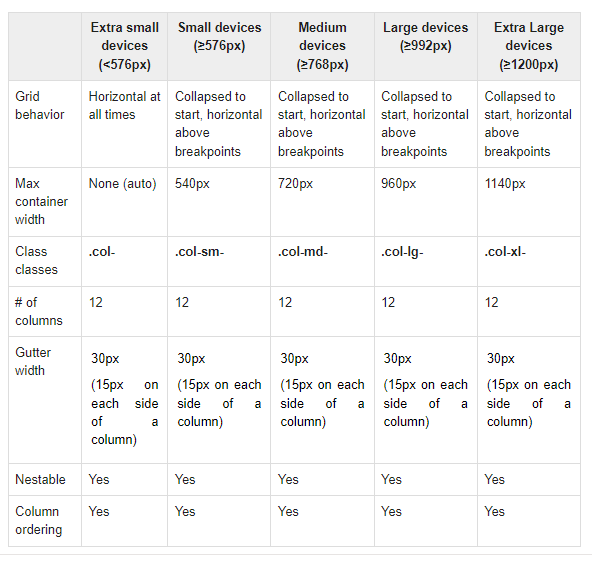 Extra small devices (<576px) Small devices (≥576px) Medium devices (≥768px) Large devices (≥992px) Extra Large devices (≥1200px)
Grid behavior Horizontal at all times Collapsed to start, horizontal above breakpoints Collapsed to start, horizontal above breakpoints Collapsed to start, horizontal above breakpoints Collapsed to start, horizontal above breakpoints
Max container width None (auto) 540px 720px 960px 1140px
Class classes .col- .col-sm- .col-md- .col-lg- .col-xl-
# of columns 12 12 12 12 12
Gutter width 30px (15px on each side of a column) 30px (15px on each side of a column) 30px (15px on each side of a column) 30px (15px on each side of a column) 30px (15px on each side of a column)
Nestable Yes Yes Yes Yes Yes
Column ordering Yes Yes Yes Yes Yes